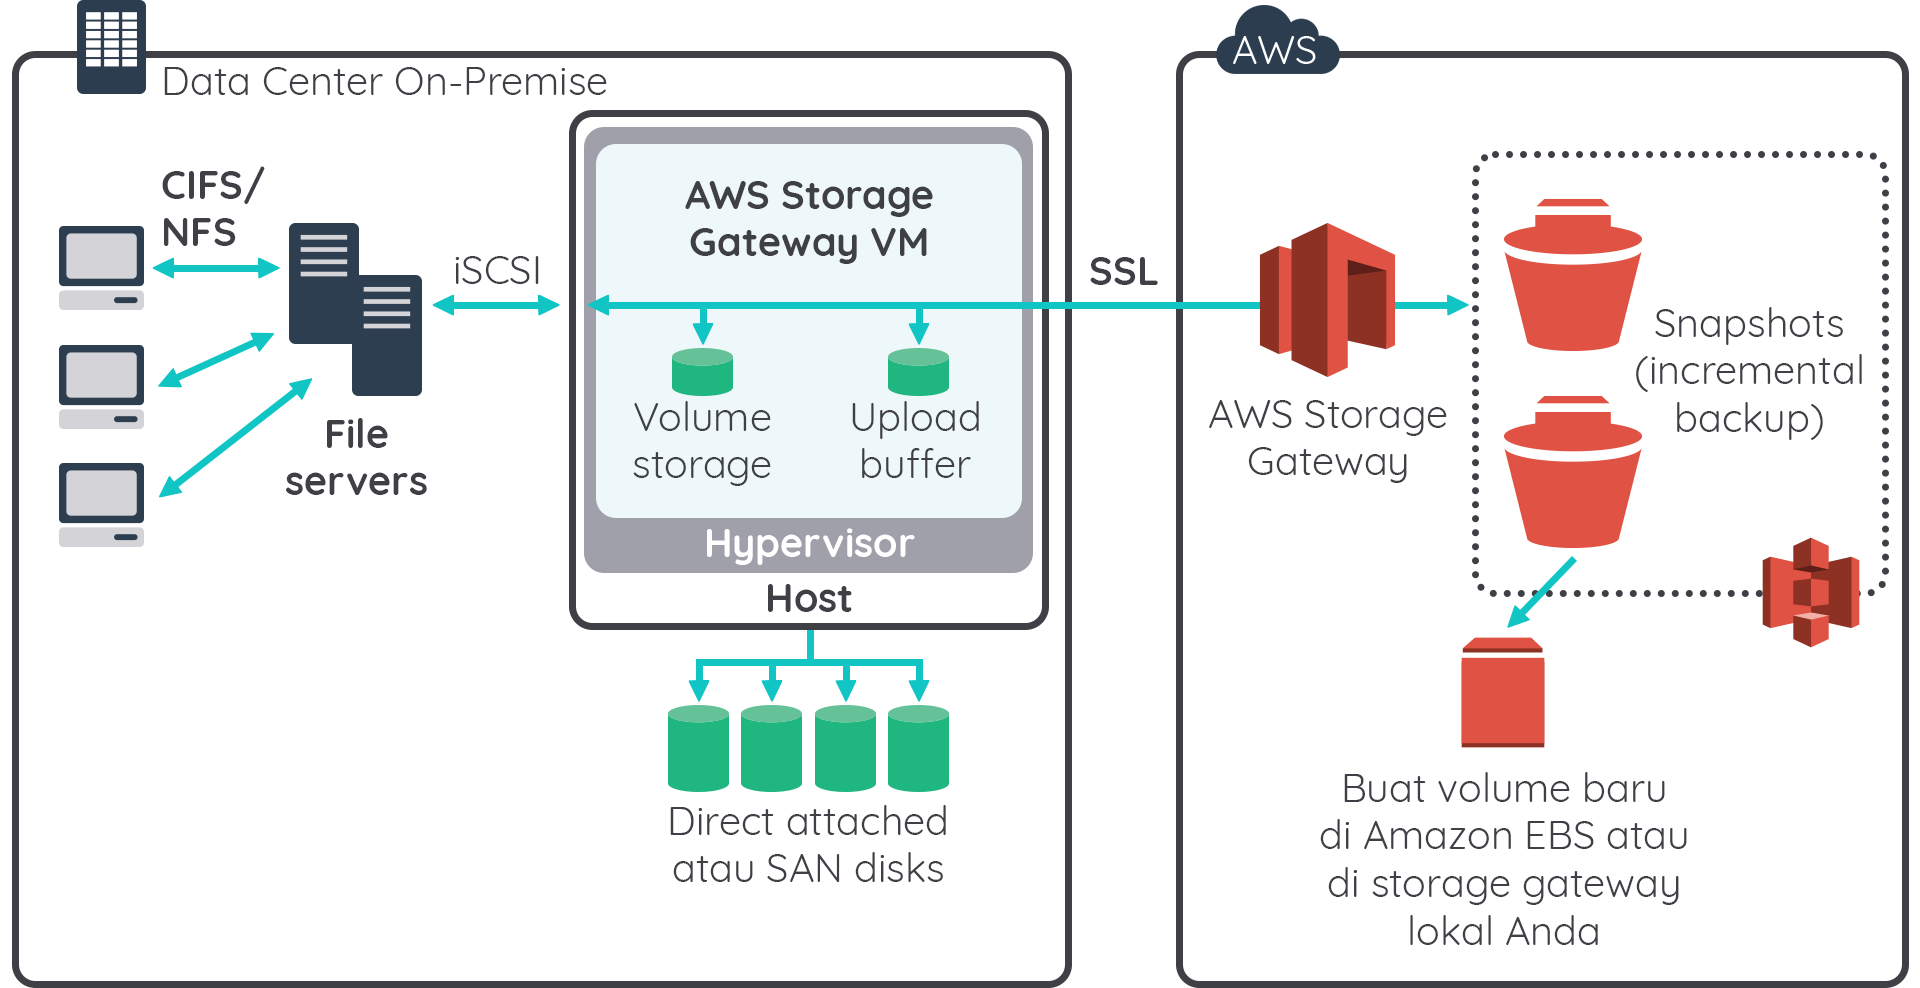 Data Center On-Premise
AWS
CIFS/
NFS
iSCSI
File
servers
AWS Storage
Gateway VM
Volume
storage
Upload
buffer
Hypervisor
Host
Direct attached
atau SAN disks
SSL
AWS Storage
Gateway
Snapshots
(incremental
backup)
Buat volume baru
di Amazon EBS atau
di storage gateway
lokal Anda